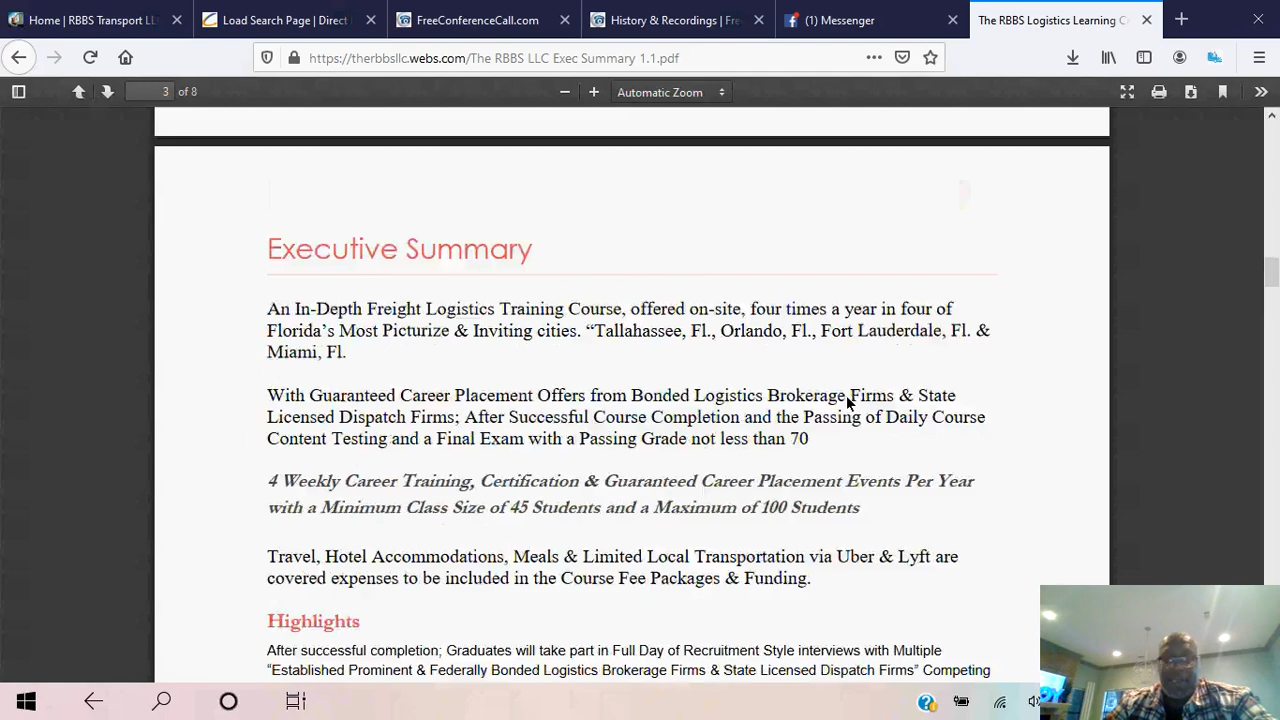 Home | RBBS Transport LL
Load Search Page | Direct
FreeConferenceCall.com
History & Recordings | Fre
(1) Messenger
The RBBS Logistics Learning C
https://therbbsllc.webs.com/The RBBS LLC Exec Summary 1.1.pdf
3 of 8
Automatic Zoom
Executive Summary
An In-Depth Freight Logistics Training Course, offered on-site, four times a year in four of
Florida's Most Picturize & Inviting cities. “Tallahassee, Fl., Orlando, Fl., Fort Lauderdale, Fl. &
Miami, Fl.
With Guaranteed Career Placement Offers from Bonded Logistics Brokerage Firms & State
Licensed Dispatch Firms; After Successful Course Completion and the Passing of Daily Course
Content Testing and a Final Exam with a Passing Grade not less than 70
4 Weekly Career Training, Certification & Guaranteed Career Placement Events Per Year
with a Minimum Class Size of 45 Students and a Maximum of 100 Students
Travel, Hotel Accommodations, Meals & Limited Local Transportation via Uber & Lyft are
covered expenses to be included in the Course Fee Packages & Funding.
Highlights
After successful completion; Graduates will take part in Full Day of Recruitment Style interviews with Multiple
“Established Prominent & Federally Bonded Logistics Brokerage Firms & State Licensed Dispatch Firms” Competing